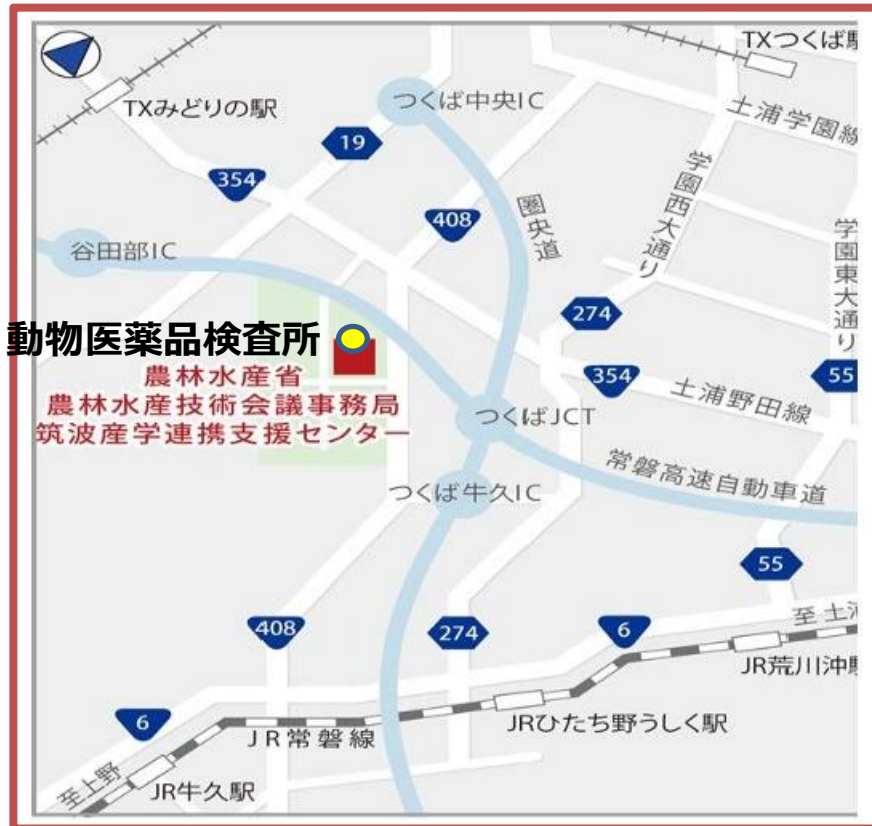 TXつくば駅
TXみどりの駅
つくば中央IC
土浦学園線
19
学園西大通り
354
408
圏央道
学園東大通り
谷田部IC
274
動物医薬品検査所
農林水産省
農林水産技術会議事務局
筑波産学連携支援センター
354
55
つくばJCT
土浦野田線
常磐高速自動車道
つくば牛久IC
55
408
274
6
至 土浦
JR荒川沖駅
6
JR常磐線
JRひたち野うしく駅
至上野
JR牛久駅